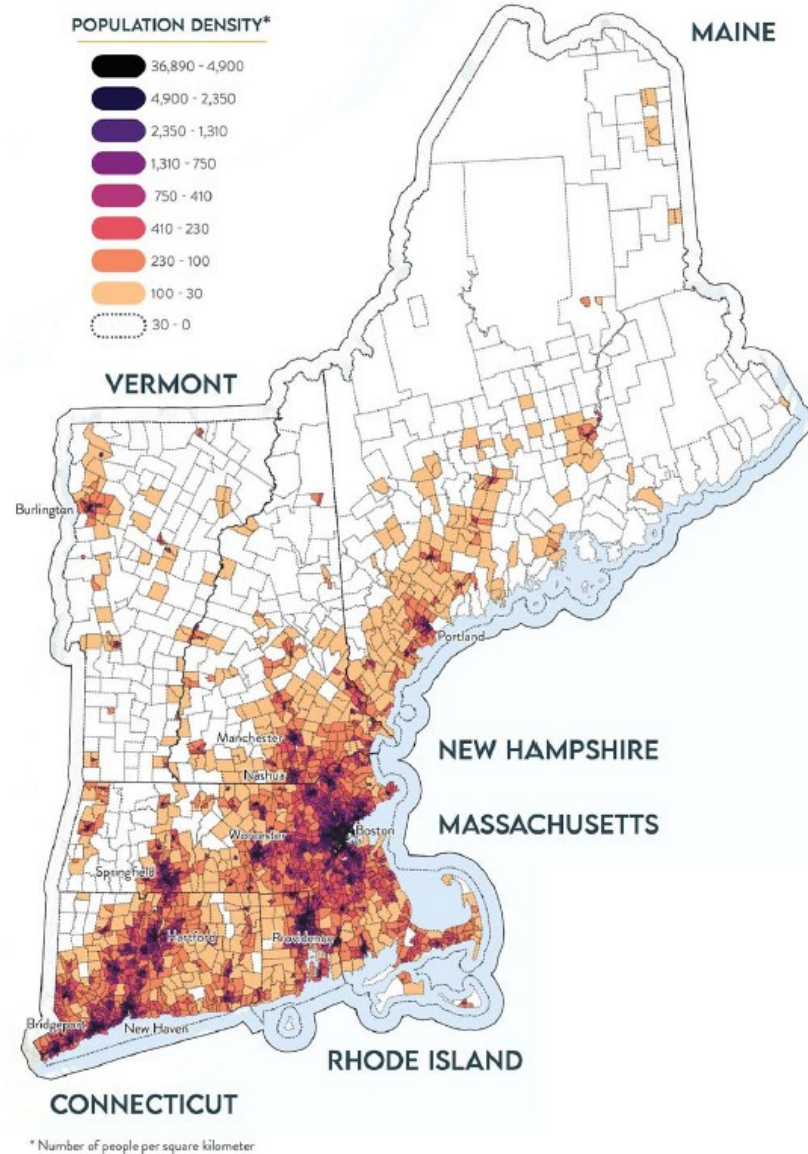 POPULATION DENSITY*
36,890 - 4,900
4,900 - 2,350
2,350 - 1,310
1,310 - 750
750 - 410
410 - 230
230 - 100
100 - 30
30 - 0
MAINE
VERMONT
Burlington
Portland
Manchester
NEW HAMPSHIRE
Nashua
MASSACHUSETTS
Worcester
Boston
Springfield
Hartford
Providence
Bridgeport
New Haven
RHODE ISLAND
CONNECTICUT
* Number of people per square kilometer